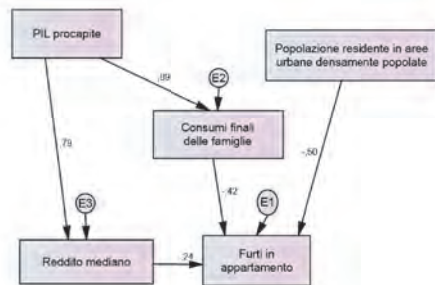 PIL procapite
Popolazione residente in aree
urbane densamente popolate
,89
E2
Consumi finali
delle famiglie
,79
-,50
-,42
E3
E1
Reddito mediano
,24
Furti in
appartamento